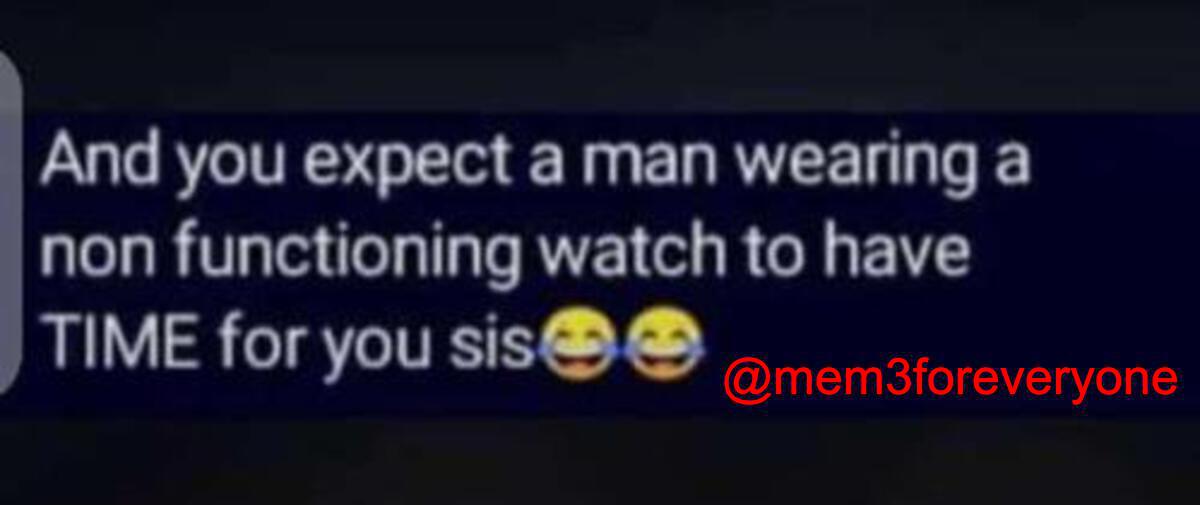 And you expect a man wearing a
non functioning watch to have
TIME for you sis😂😂
@mem3foreveryone